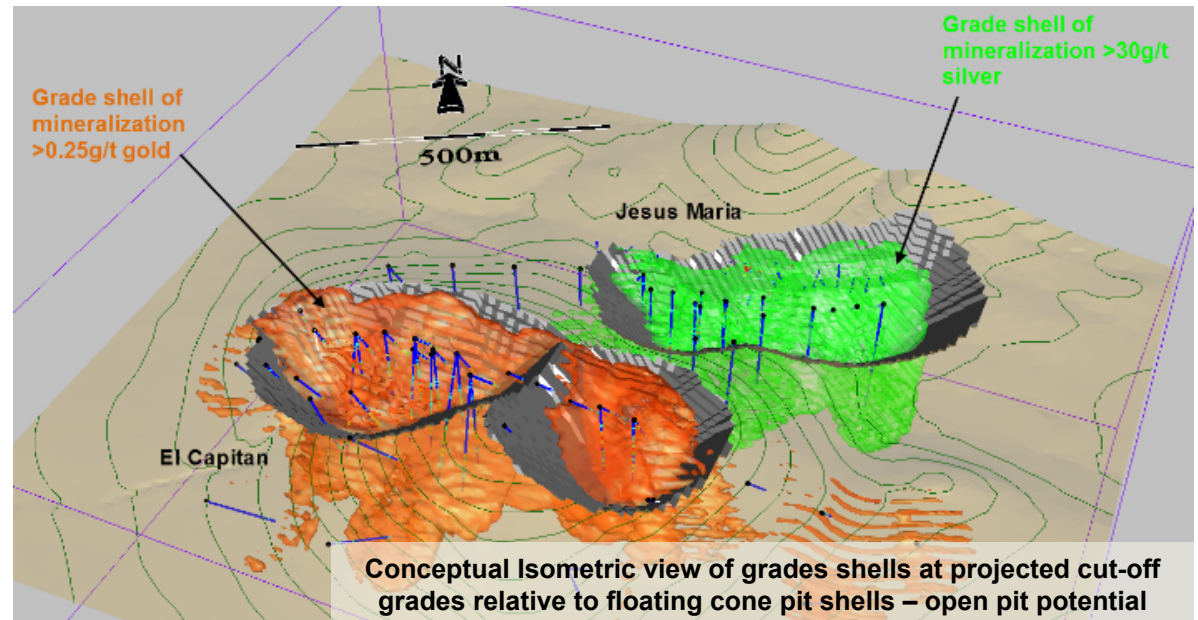 Grade shell of
mineralization >30g/t
silver
Grade shell of
mineralization
>0.25g/t gold
N
500m
Jesus Maria
El Capitan
Conceptual Isometric view of grades shells at projected cut-off
grades relative to floating cone pit shells – open pit potential